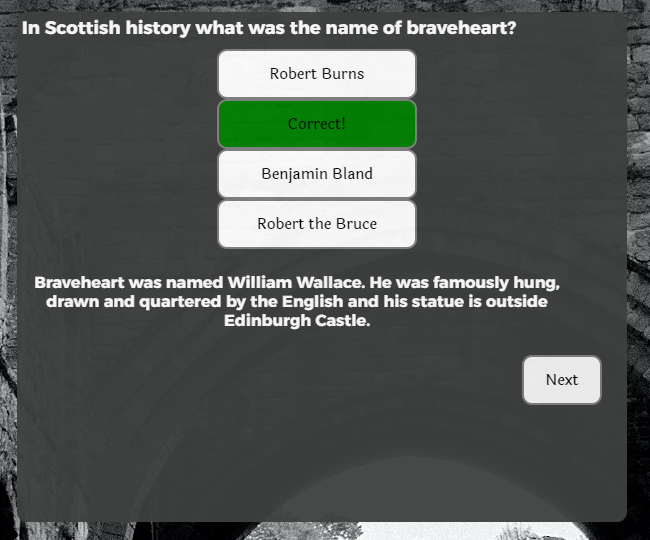 In Scottish history what was the name of braveheart?
Robert Burns
Correct!
Benjamin Bland
Robert the Bruce
Braveheart was named William Wallace. He was famously hung,
drawn and quartered by the English and his statue is outside
Edinburgh Castle.
Next